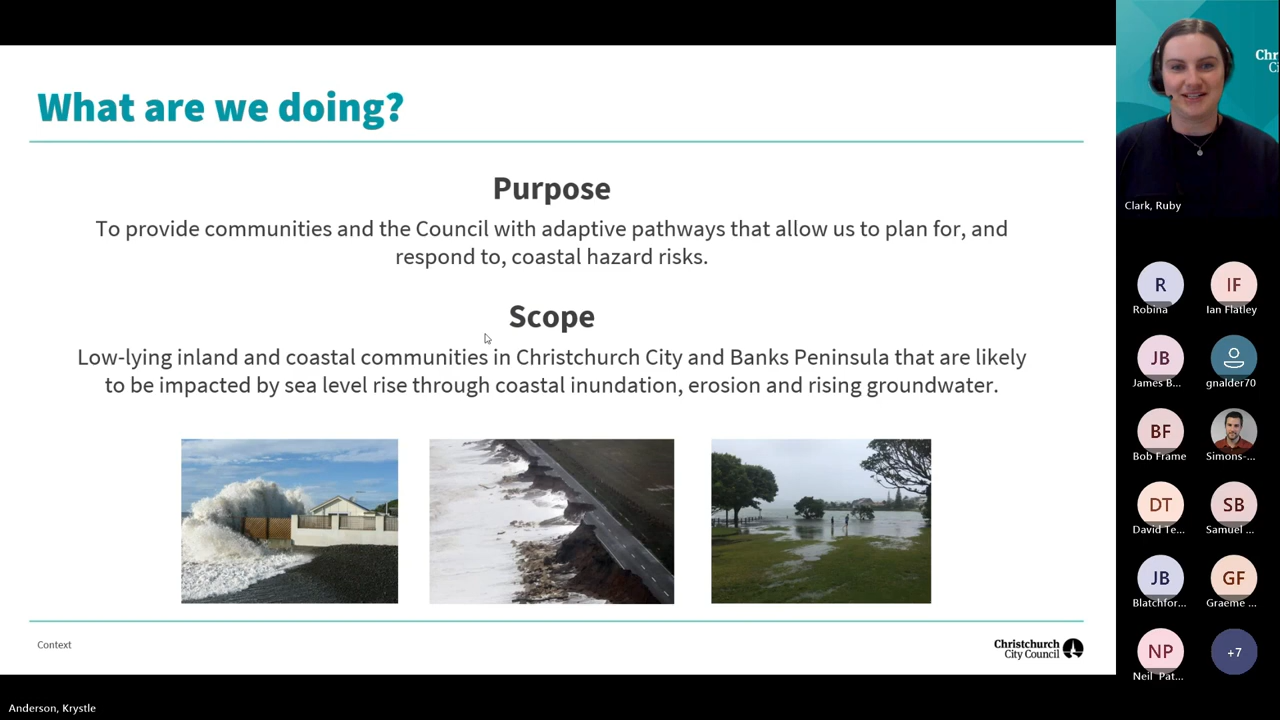 What are we doing?
Purpose
To provide communities and the Council with adaptive pathways that allow us to plan for, and
respond to, coastal hazard risks.
Scope
Low-lying inland and coastal communities in Christchurch City and Banks Peninsula that are likely
to be impacted by sea level rise through coastal inundation, erosion and rising groundwater.
Context
Christchurch
City Council
Chr
Ci
Clark, Ruby
R
IF
Robina
Ian Flatley
JB
James B...
gnalder70
BF
Bob Frame
Simons-...
DT
SB
David Te...
Samuel ...
JB
GF
Blatchfor...
Graeme ...
NP
+7
Neil Pat...
Anderson, Krystle